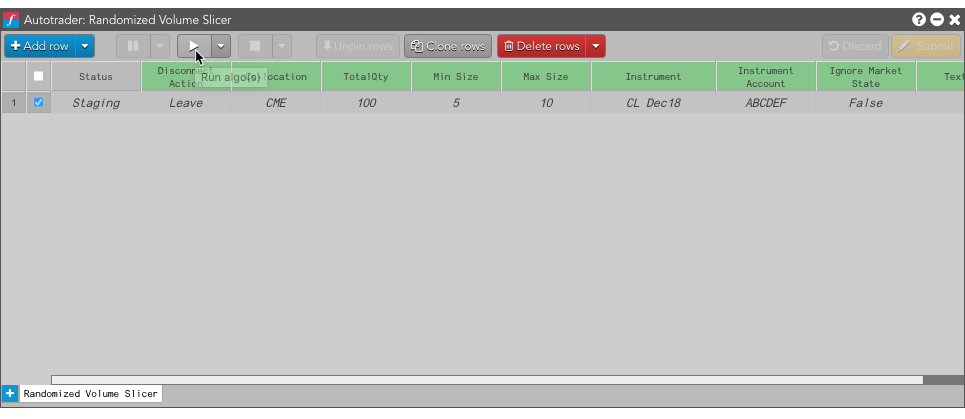 Autotrader: Randomized Volume Slicer
Add row
Unpin rows
Clone rows
Delete rows
Discard
Submit
Status
Disconnect Action
location
TotalQty
Min Size
Max Size
Instrument
Instrument Account
Ignore Market State
Text
Run algo(s)
1
Staging
Leave
CME
100
5
10
CL Dec18
ABCDEF
False
Randomized Volume Slicer